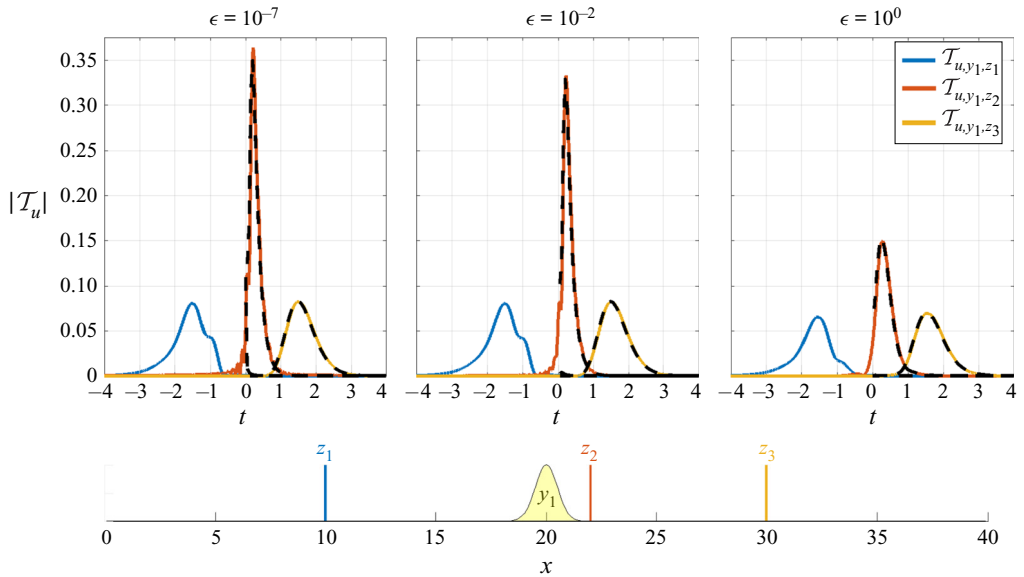 ϵ = 10⁻⁷ ϵ = 10⁻² ϵ = 10⁰
0.35
0.30
0.25
0.20
0.15
0.10
0.05
0
|𝒯ᵤ|
𝒯u,y₁,z₁
𝒯u,y₁,z₂
𝒯u,y₁,z₃
−4 −3 −2 −1 0 1 2 3 4 −4 −3 −2 −1 0 1 2 3 4 −4 −3 −2 −1 0 1 2 3 4
t t t
z₁ z₂ z₃
y₁
0 5 10 15 20 25 30 35 40
x